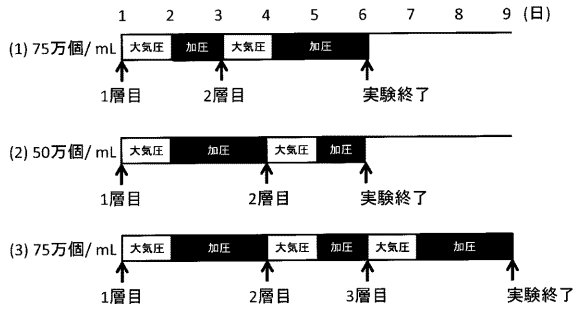 1 2 3 4 5 6 7 8 9 (日)
(1) 75万個/ mL 大気圧 加圧 大気圧 加圧
1層目 2層目 実験終了
(2) 50万個/ mL 大気圧 加圧 大気圧 加圧
1層目 2層目 実験終了
(3) 75万個/ mL 大気圧 加圧 大気圧 加圧 大気圧 加圧
1層目 2層目 3層目 実験終了